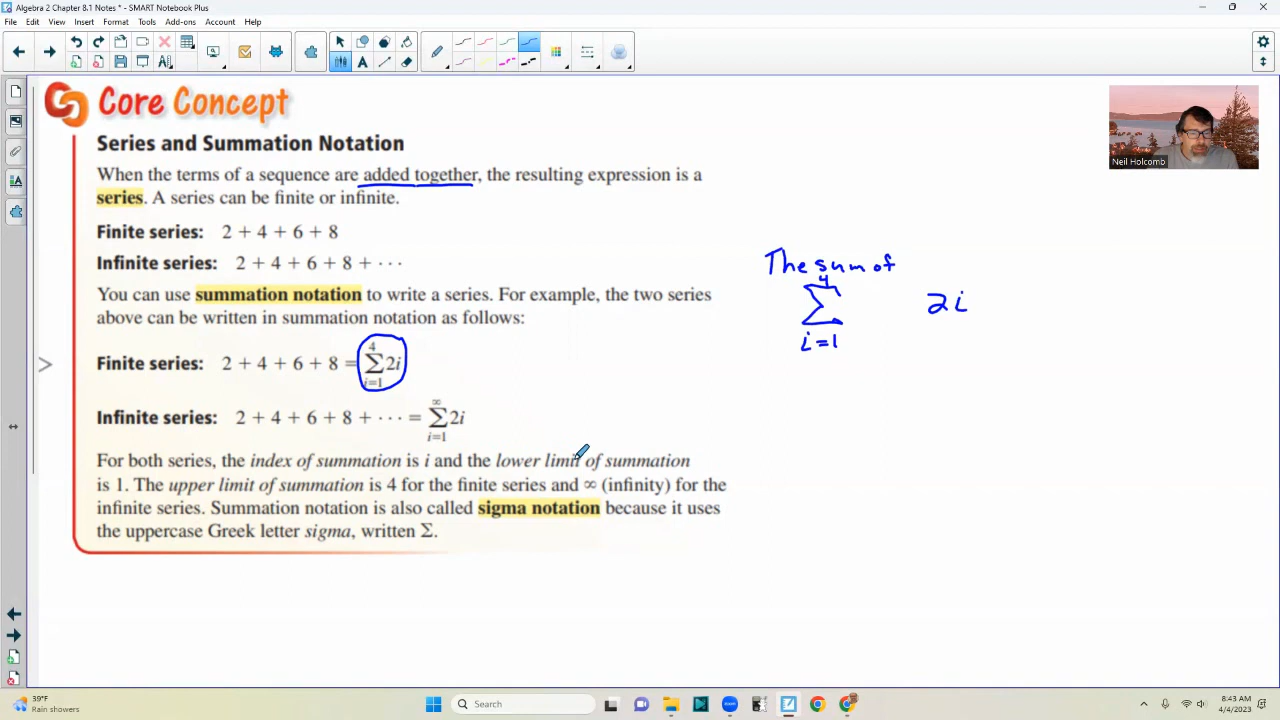 Algebra 2 Chapter 8.1 Notes * - SMART Notebook Plus
File Edit View Insert Format Tools Add-ons Account Help
Core Concept
Series and Summation Notation
When the terms of a sequence are added together, the resulting expression is a
series. A series can be finite or infinite.
Finite series: 2 + 4 + 6 + 8
Infinite series: 2 + 4 + 6 + 8 + · · ·
You can use summation notation to write a series. For example, the two series
above can be written in summation notation as follows:
4
Finite series: 2 + 4 + 6 + 8 = Σ 2i
i=1
∞
Infinite series: 2 + 4 + 6 + 8 + · · · = Σ 2i
i=1
For both series, the index of summation is i and the lower limit of summation
is 1. The upper limit of summation is 4 for the finite series and ∞ (infinity) for the
infinite series. Summation notation is also called sigma notation because it uses
the uppercase Greek letter sigma, written Σ.
The sum of
4
Σ 2i
i=1
Neil Holcomb
39°F
Rain showers
Search
8:43 AM
4/4/2023